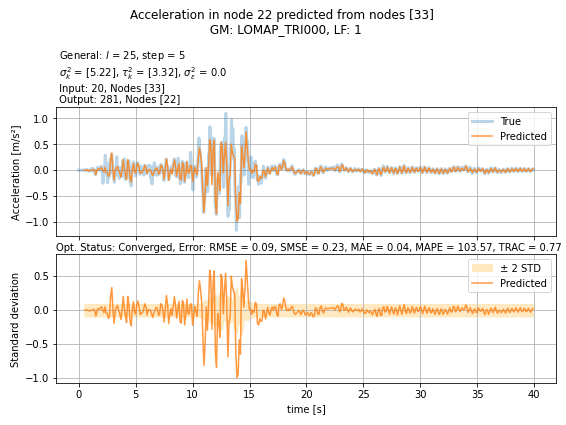 Acceleration in node 22 predicted from nodes [33]
GM: LOMAP_TRI000, LF: 1
General: l = 25, step = 5
σ²ₖ = [5.22], τ²ₖ = [3.32], σ²ε = 0.0
Input: 20, Nodes [33]
Output: 281, Nodes [22]
1.0
0.5
0.0
−0.5
−1.0
Acceleration [m/s²]
True
Predicted
Opt. Status: Converged, Error: RMSE = 0.09, SMSE = 0.23, MAE = 0.04, MAPE = 103.57, TRAC = 0.77
0.5
0.0
−0.5
−1.0
Standard deviation
± 2 STD
Predicted
0 5 10 15 20 25 30 35 40
time [s]